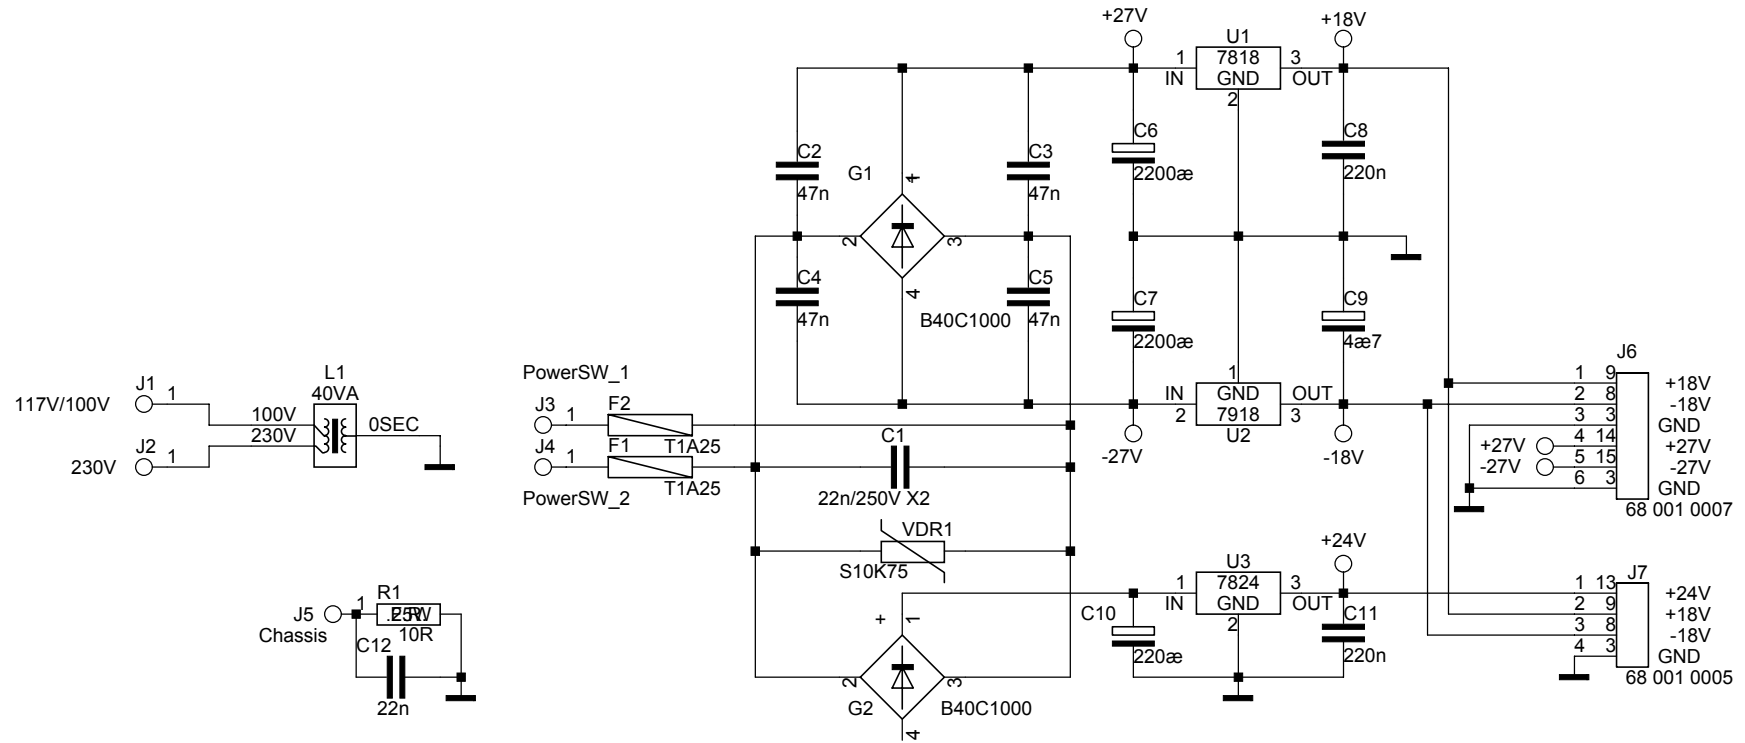 +27V
+18V
U1
1 7818 3
IN GND OUT
2
C6
2200æ
C8
220n
C2
47n
G1
C3
47n
2
3
4
C4
47n
C5
47n
B40C1000
C7
2200æ
C9
4æ7
1
IN GND OUT
2 7918 3
U2
-27V
-18V
L1
40VA
J1 1
117V/100V
100V
230V
0SEC
J2 1
230V
PowerSW_1
J3 1
F2
T1A25
J4 1
F1
T1A25
PowerSW_2
C1
22n/250V X2
VDR1
S10K75
J6
1 9 +18V
2 8 -18V
3 3 GND
+27V 4 14 +27V
-27V 5 15 -27V
6 3 GND
68 001 0007
+24V
U3
1 7824 3
IN GND OUT
2
C10
220æ
C11
220n
J7
1 13 +24V
2 9 +18V
3 8 -18V
4 3 GND
68 001 0005
+
1
2
3
4
G2
B40C1000
J5 1
Chassis
R1
10R
C12
22n